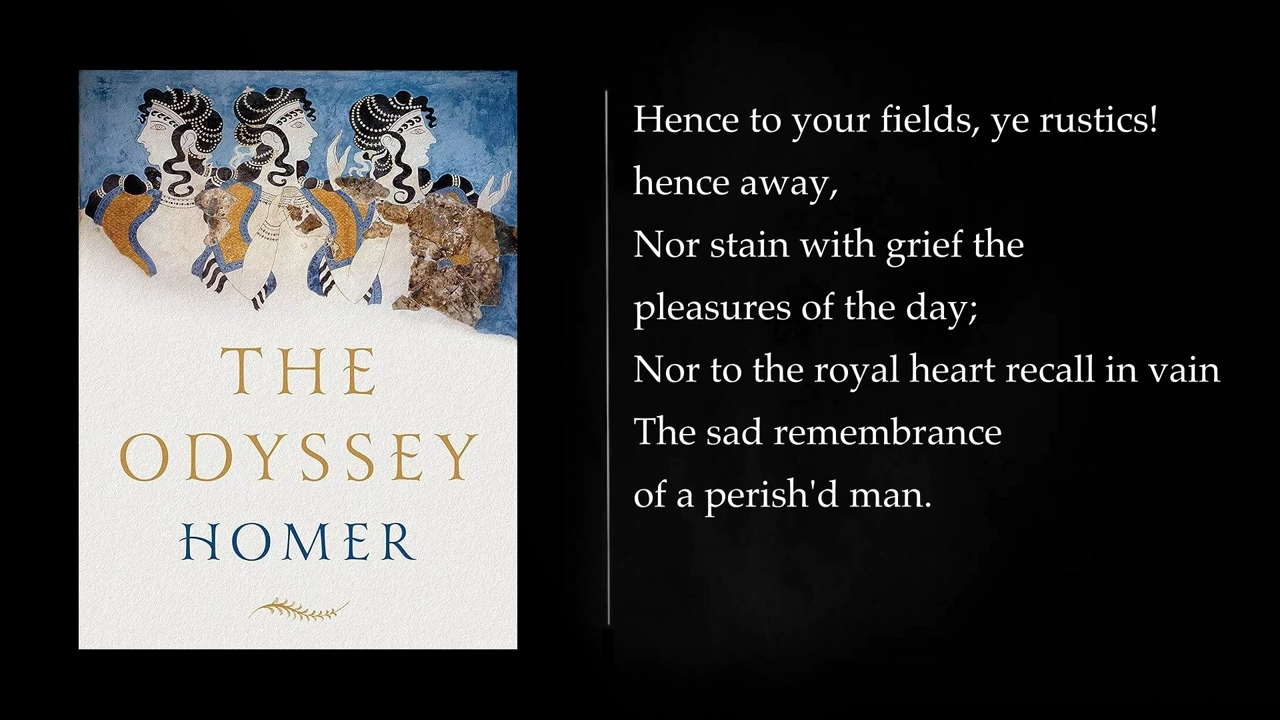 THE
ODYSSEY
HOMER
Hence to your fields, ye rustics!
hence away,
Nor stain with grief the
pleasures of the day;
Nor to the royal heart recall in vain
The sad remembrance
of a perish'd man.